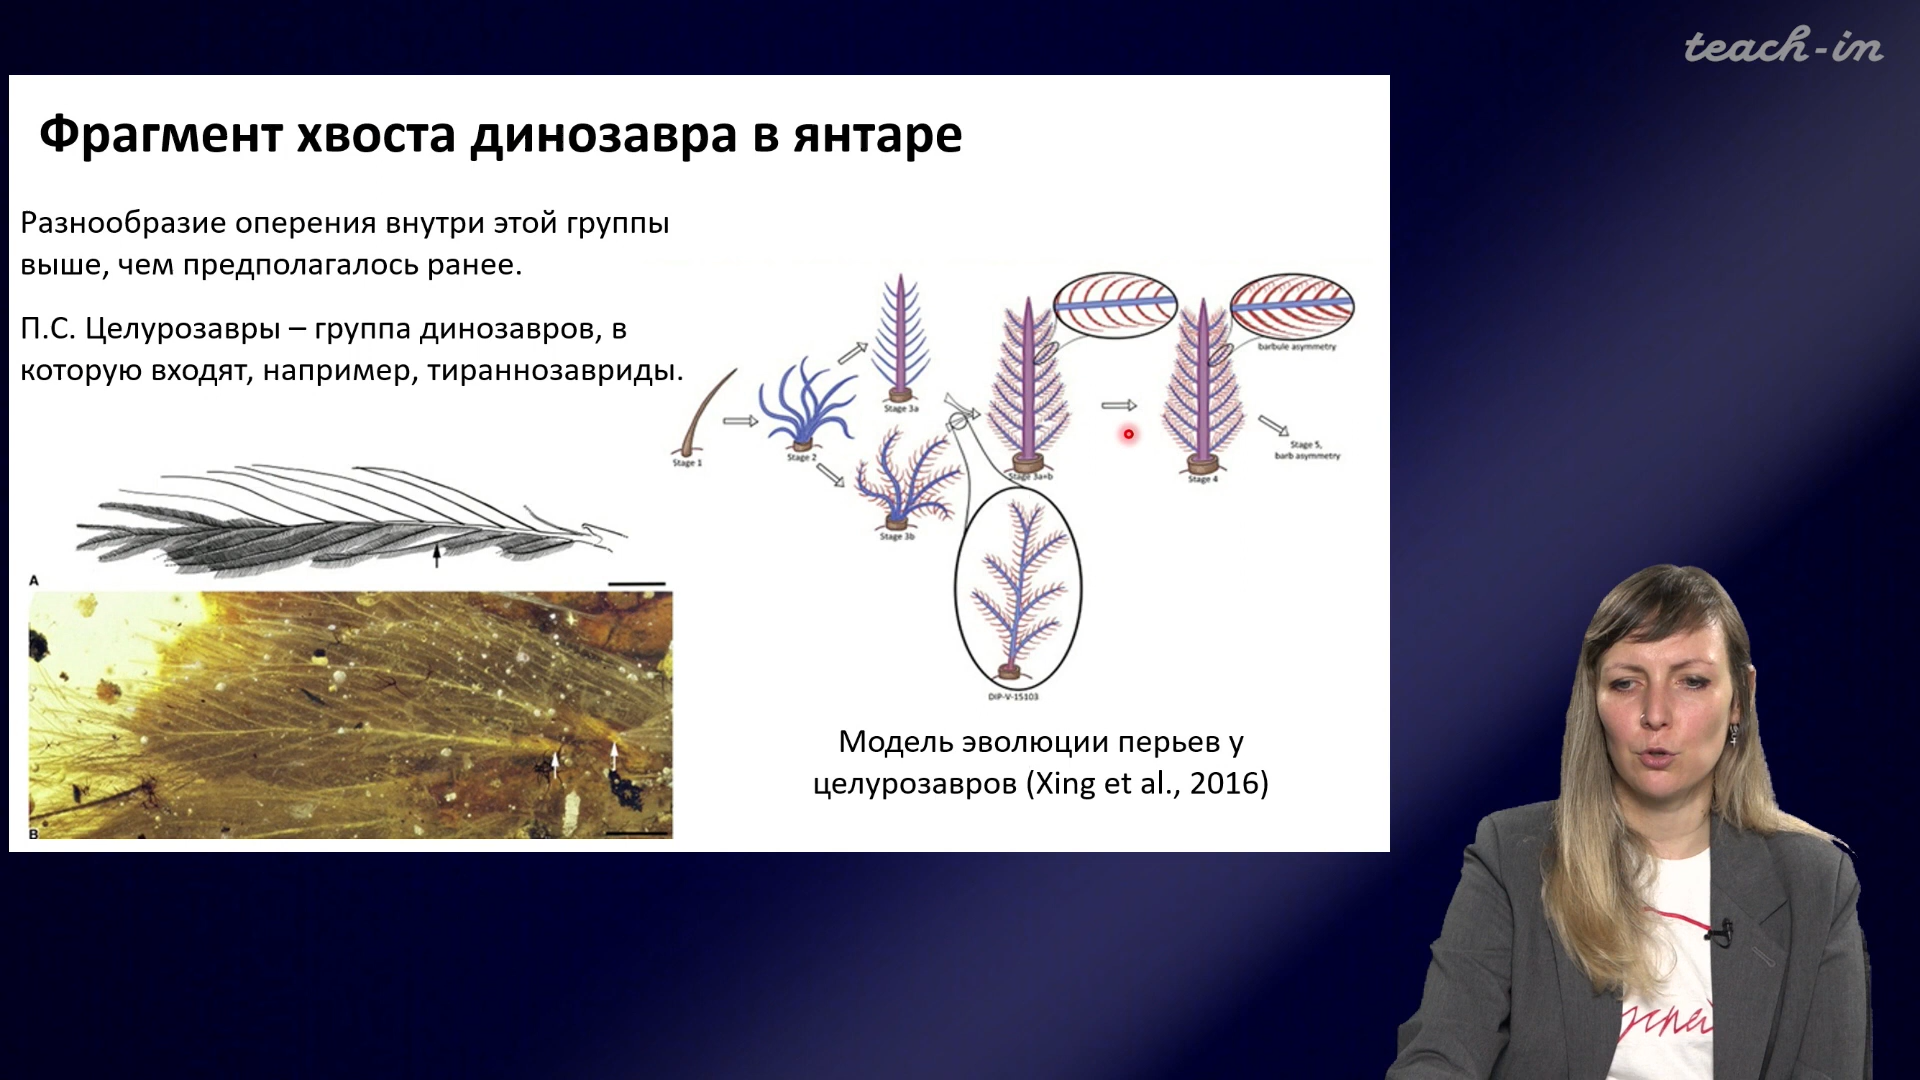 teach-in
Фрагмент хвоста динозавра в янтаре
Разнообразие оперения внутри этой группы
выше, чем предполагалось ранее.
П.С. Целурозавры – группа динозавров, в
которую входят, например, тираннозавриды.
Stage 1
Stage 2
Stage 3a
Stage 3b
Stage 3a+b
barbule asymmetry
Stage 4
Stage 5,
barb asymmetry
DIP-V-15103
A
B
Модель эволюции перьев у
целурозавров (Xing et al., 2016)